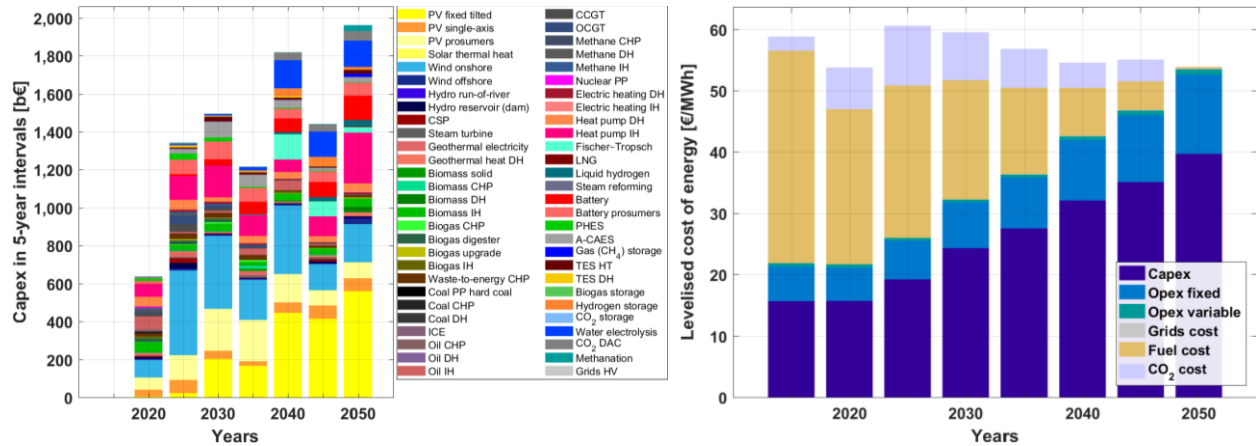 Capex in 5-year intervals [b€]
2,000
1,800
1,600
1,400
1,200
1,000
800
600
400
200
0
2020 2030 2040 2050
Years
PV fixed tilted
PV single-axis
PV prosumers
Solar thermal heat
Wind onshore
Wind offshore
Hydro run-of-river
Hydro reservoir (dam)
CSP
Steam turbine
Geothermal electricity
Geothermal heat DH
Biomass solid
Biomass CHP
Biomass DH
Biomass IH
Biogas CHP
Biogas digester
Biogas upgrade
Biogas IH
Waste-to-energy CHP
Coal PP hard coal
Coal CHP
Coal DH
ICE
Oil CHP
Oil DH
Oil IH
CCGT
OCGT
Methane CHP
Methane DH
Methane IH
Nuclear PP
Electric heating DH
Electric heating IH
Heat pump DH
Heat pump IH
Fischer-Tropsch
LNG
Liquid hydrogen
Steam reforming
Battery
Battery prosumers
PHES
A-CAES
Gas (CH4) storage
TES HT
TES DH
Biogas storage
Hydrogen storage
CO2 storage
Water electrolysis
CO2 DAC
Methanation
Grids HV
Levelised cost of energy [€/MWh]
60
50
40
30
20
10
0
2020 2030 2040 2050
Years
Capex
Opex fixed
Opex variable
Grids cost
Fuel cost
CO2 cost